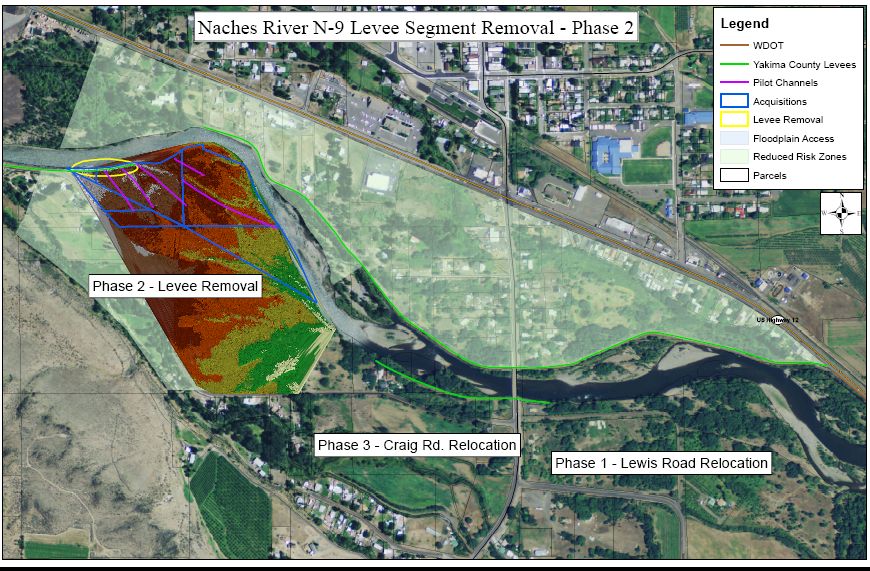 Naches River N-9 Levee Segment Removal - Phase 2
Legend
WDOT
Yakima County Levees
Pilot Channels
Acquisitions
Levee Removal
Floodplain Access
Reduced Risk Zones
Parcels
N
W
E
S
Phase 2 - Levee Removal
US Highway 12
Phase 3 - Craig Rd. Relocation
Phase 1 - Lewis Road Relocation